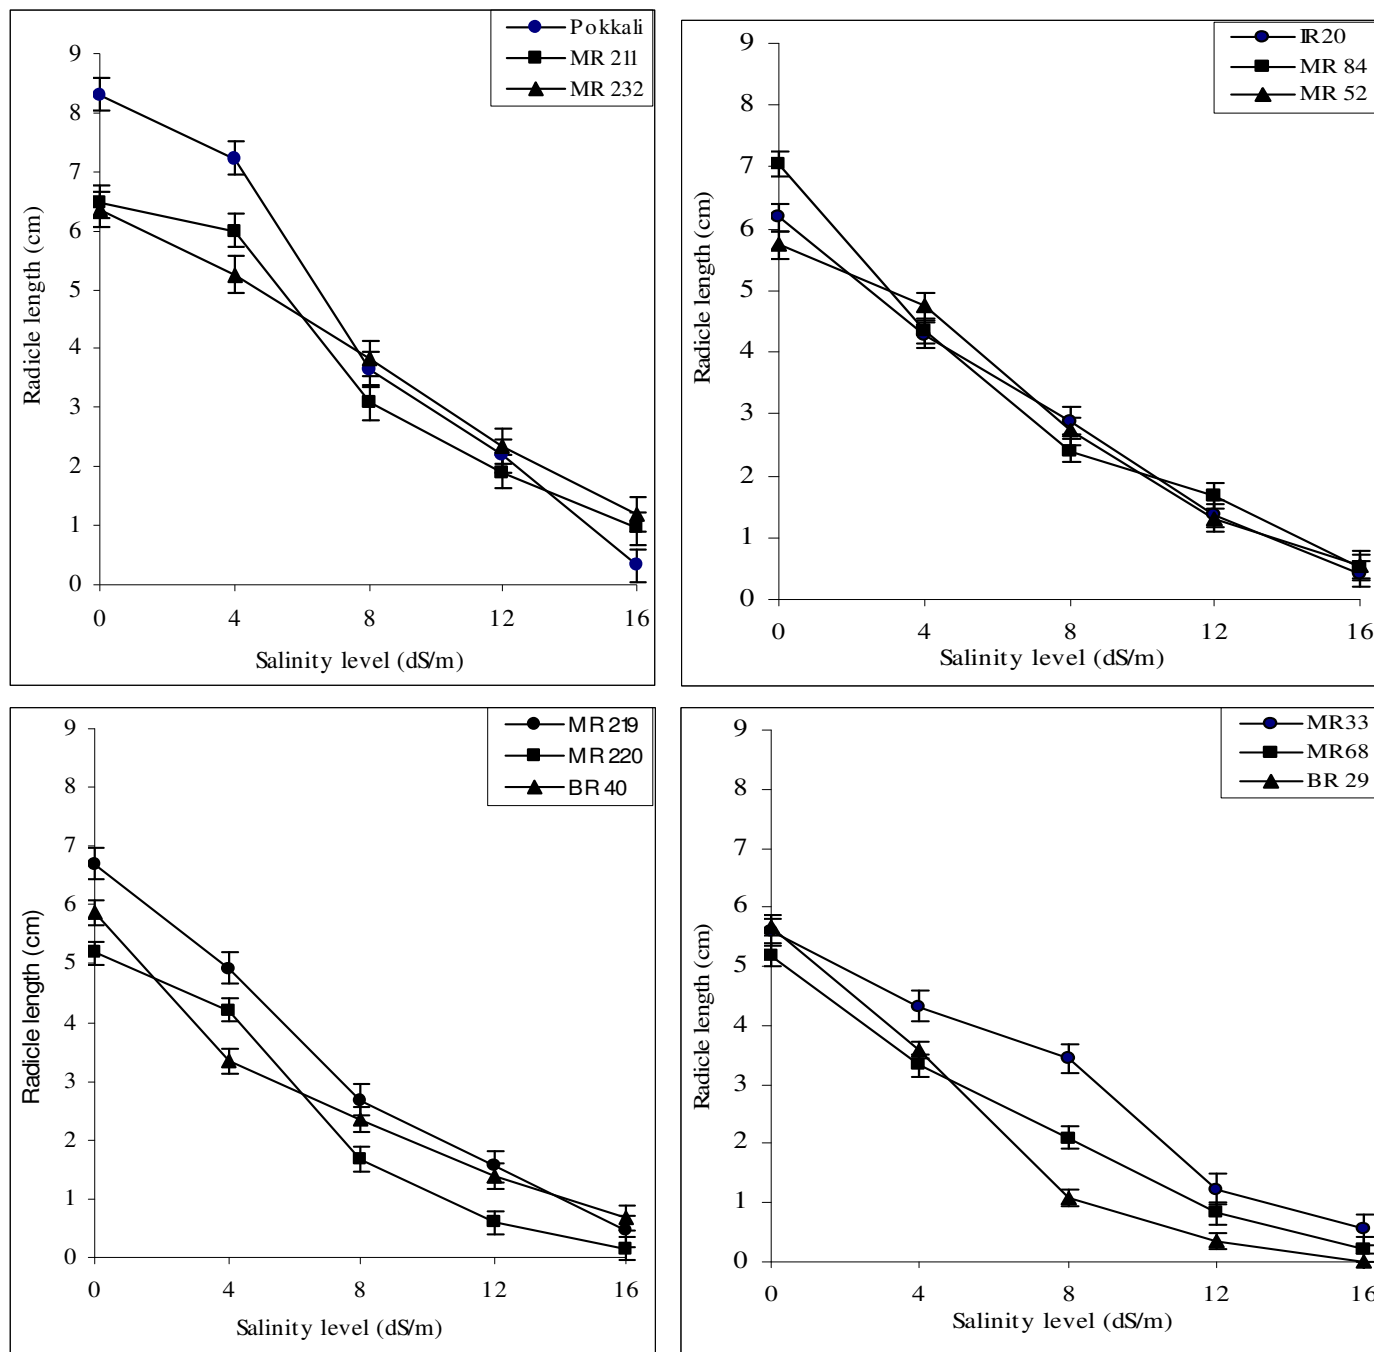 Pokkali
MR 211
MR 232
9
8
7
6
5
4
3
2
1
0
Radicle length (cm)
0 4 8 12 16
Salinity level (dS/m)
IR20
MR 84
MR 52
9
8
7
6
5
4
3
2
1
0
Radicle length (cm)
0 4 8 12 16
Salinity level (dS/m)
MR 219
MR 220
BR 40
9
8
7
6
5
4
3
2
1
0
Radicle length (cm)
0 4 8 12 16
Salinity level (dS/m)
MR33
MR68
BR 29
9
8
7
6
5
4
3
2
1
0
Radicle length (cm)
0 4 8 12 16
Salinity level (dS/m)